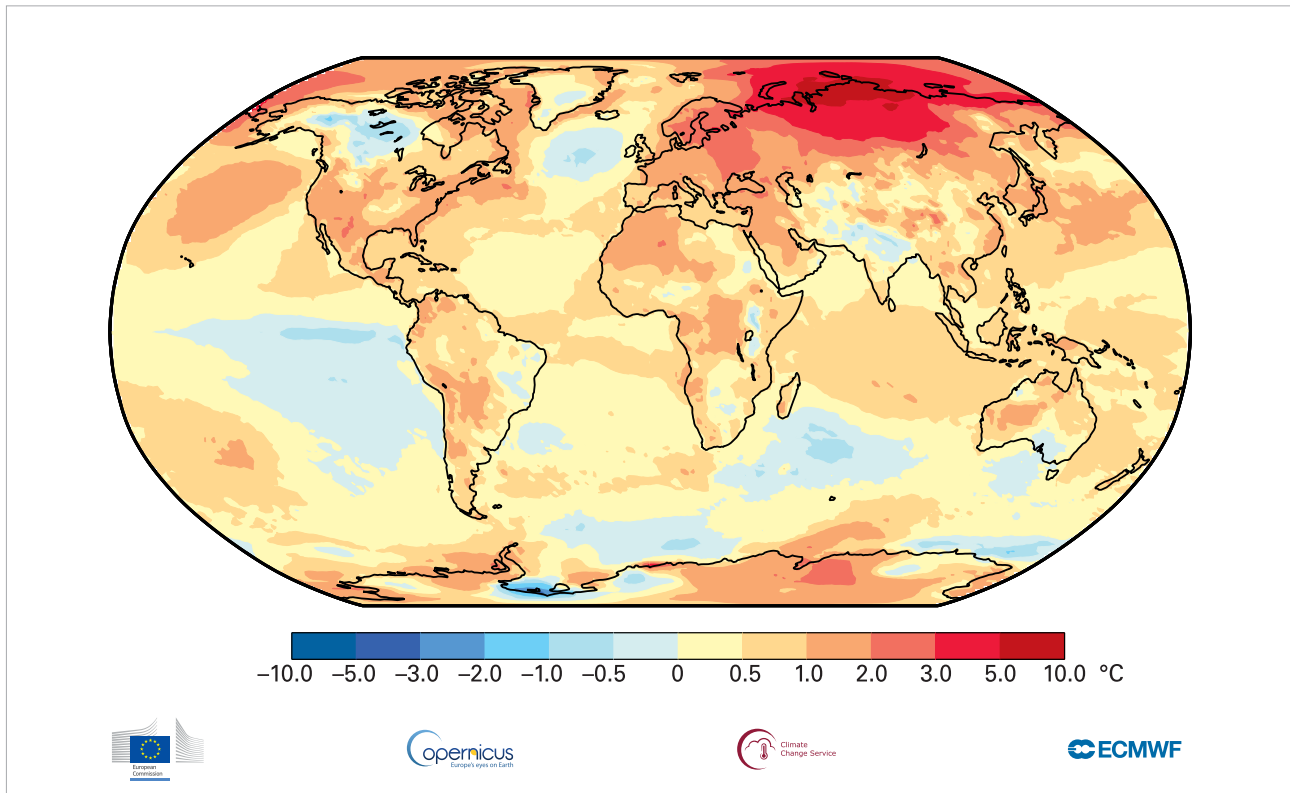 −10.0 −5.0 −3.0 −2.0 −1.0 −0.5 0 0.5 1.0 2.0 3.0 5.0 10.0 °C
European
Commission
opernicus
Europe's eyes on Earth
Climate
Change Service
ECMWF